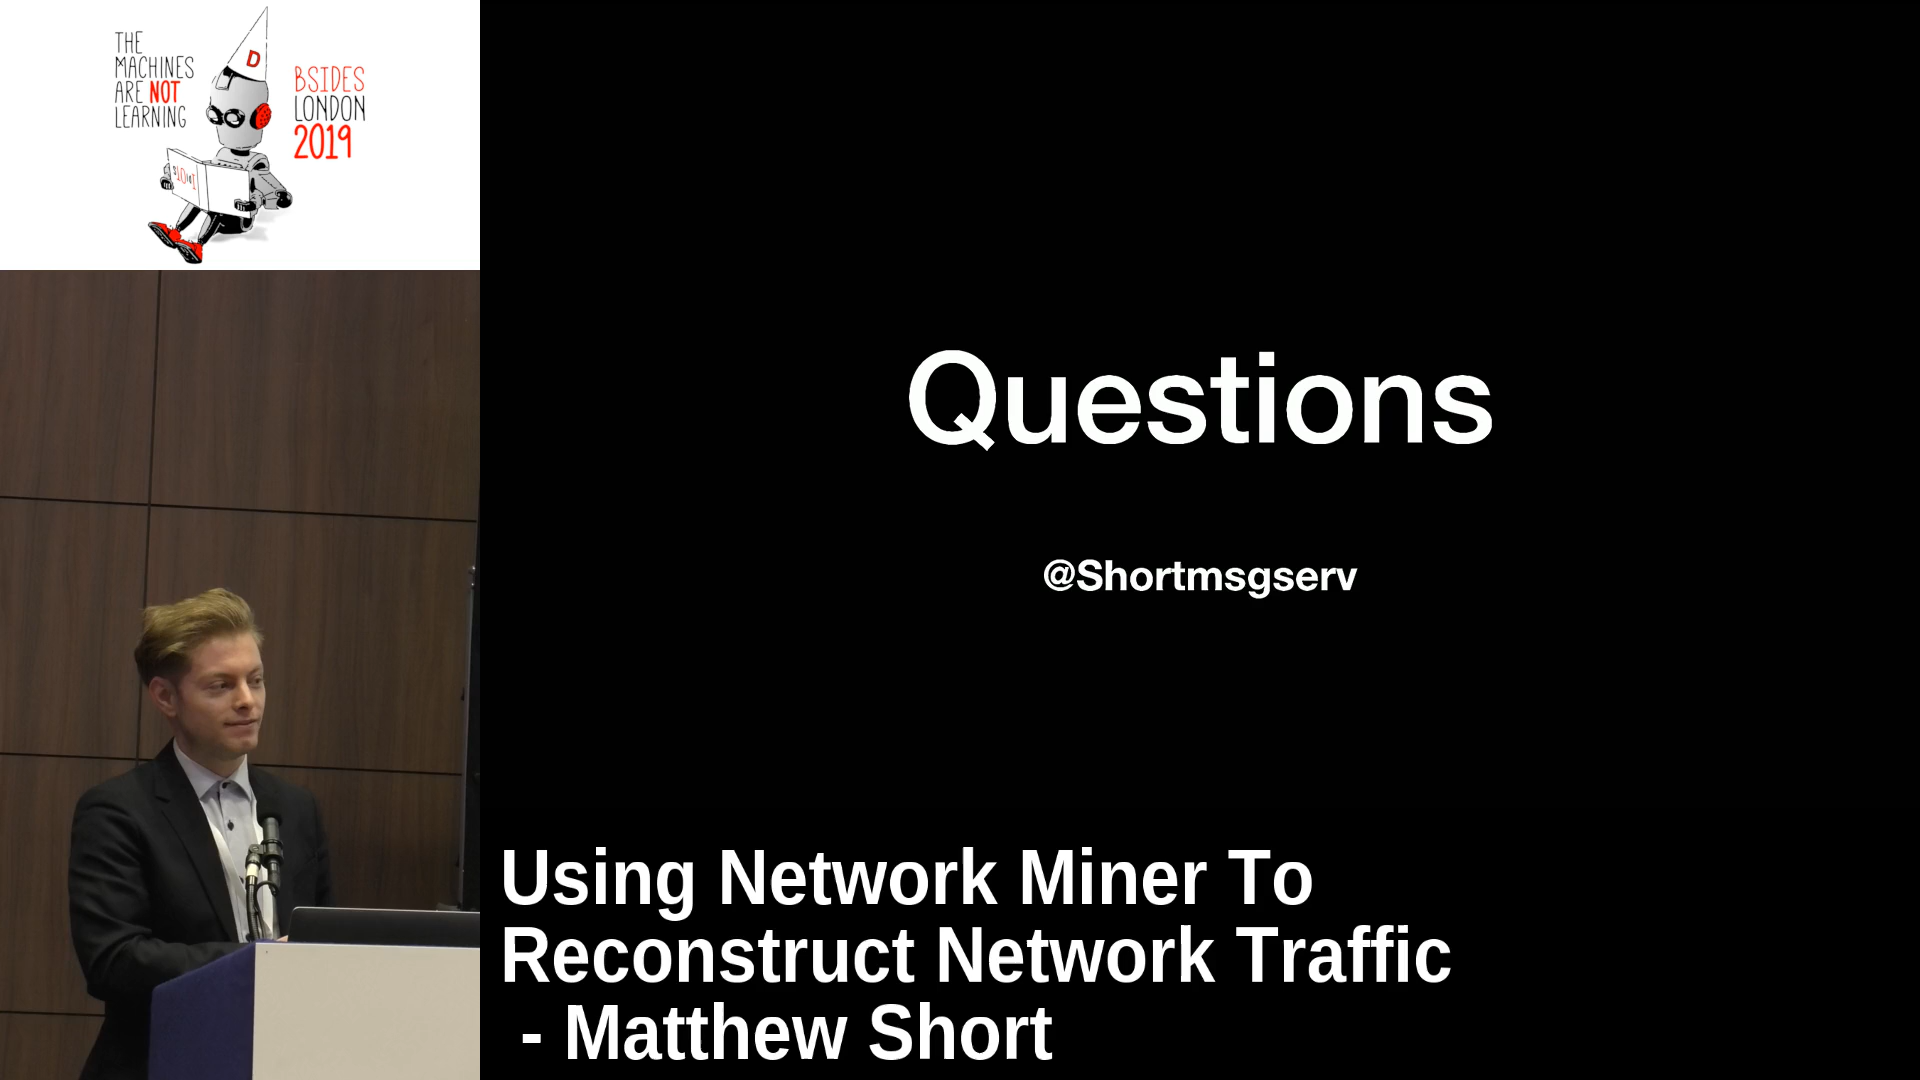 THE
MACHINES
ARE NOT
LEARNING
D
BSIDES
LONDON
2019
Questions
@Shortmsgserv
Using Network Miner To
Reconstruct Network Traffic
- Matthew Short